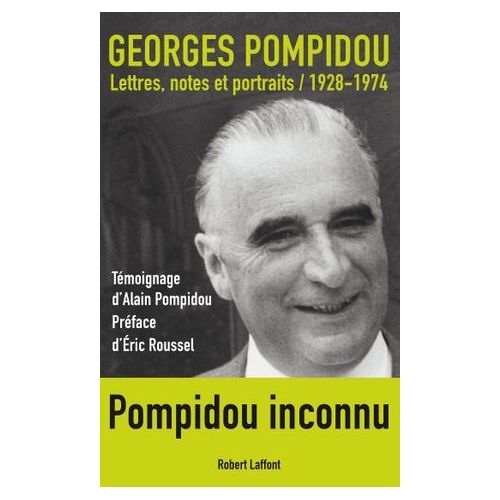 GEORGES POMPIDOU
Lettres, notes et portraits / 1928-1974
Témoignage
d'Alain Pompidou
Préface
d'Éric Roussel
Pompidou inconnu
Robert Laffont